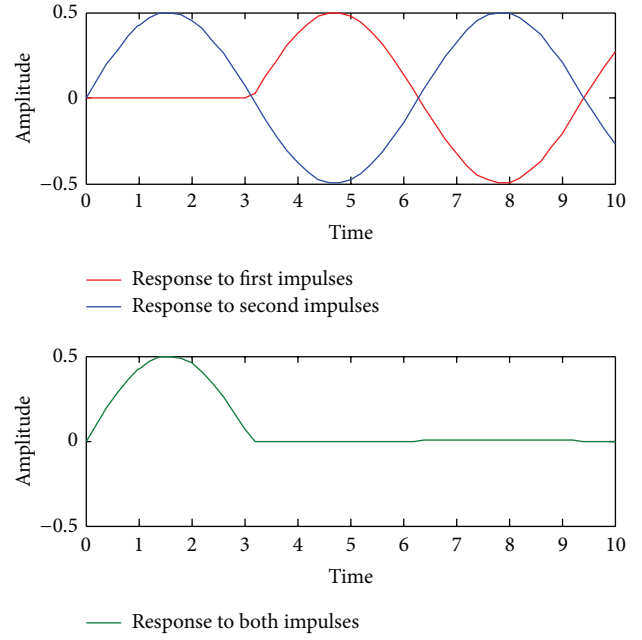 0.5
0
−0.5
Amplitude
0 1 2 3 4 5 6 7 8 9 10
Time
Response to first impulses
Response to second impulses
0.5
0
−0.5
Amplitude
0 1 2 3 4 5 6 7 8 9 10
Time
Response to both impulses